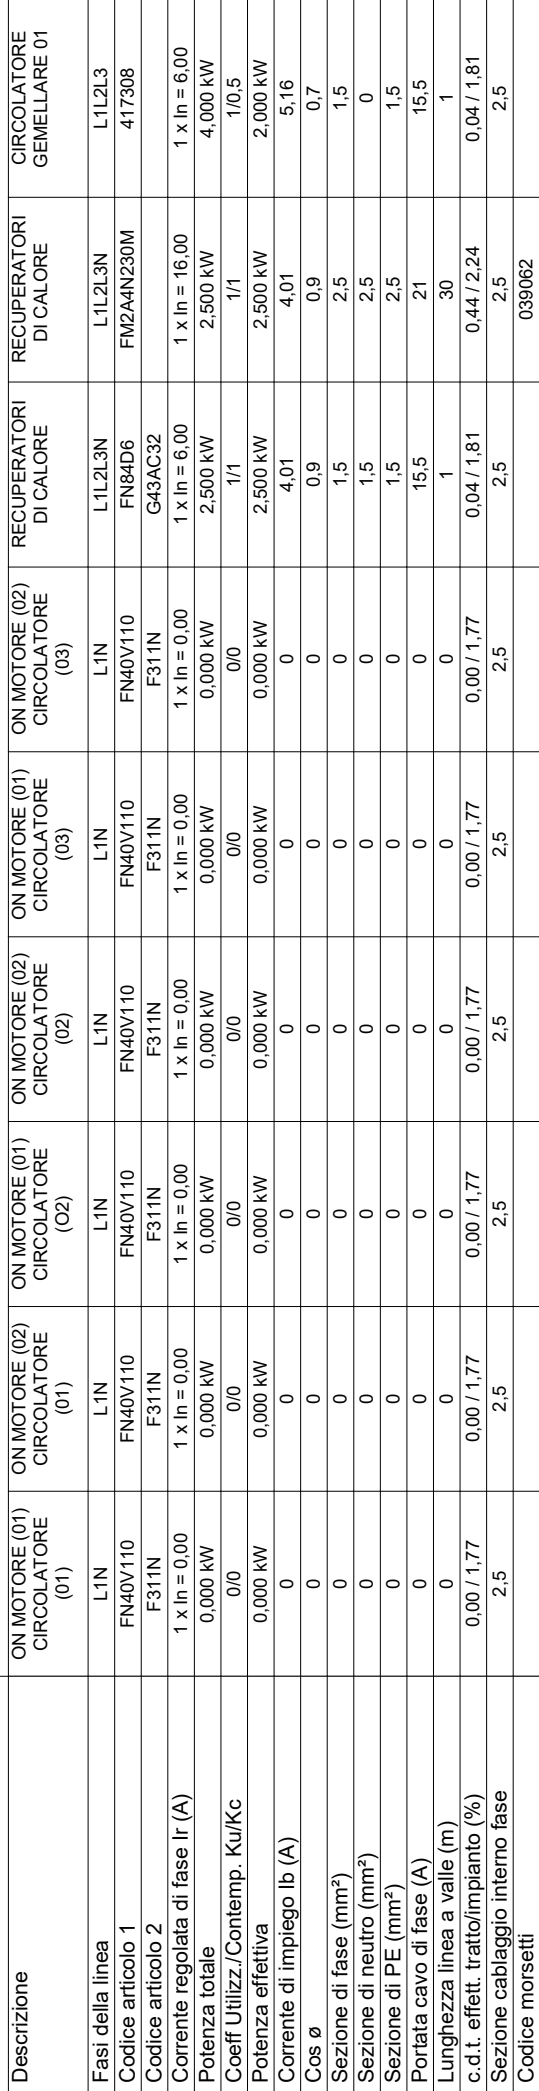 Descrizione
ON MOTORE (01)
CIRCOLATORE
(01)
ON MOTORE (02)
CIRCOLATORE
(01)
ON MOTORE (01)
CIRCOLATORE
(O2)
ON MOTORE (02)
CIRCOLATORE
(02)
ON MOTORE (01)
CIRCOLATORE
(03)
ON MOTORE (02)
CIRCOLATORE
(03)
RECUPERATORI
DI CALORE
RECUPERATORI
DI CALORE
CIRCOLATORE
GEMELLARE 01
Fasi della linea L1N L1N L1N L1N L1N L1N L1L2L3N L1L2L3N L1L2L3
Codice articolo 1 FN40V110 FN40V110 FN40V110 FN40V110 FN40V110 FN40V110 FN84D6 FM2A4N230M 417308
Codice articolo 2 F311N F311N F311N F311N F311N F311N G43AC32
Corrente regolata di fase Ir (A) 1 x In = 0,00 1 x In = 0,00 1 x In = 0,00 1 x In = 0,00 1 x In = 0,00 1 x In = 0,00 1 x In = 6,00 1 x In = 16,00 1 x In = 6,00
Potenza totale 0,000 kW 0,000 kW 0,000 kW 0,000 kW 0,000 kW 0,000 kW 2,500 kW 2,500 kW 4,000 kW
Coeff Utilizz./Contemp. Ku/Kc 0/0 0/0 0/0 0/0 0/0 0/0 1/1 1/1 1/0,5
Potenza effettiva 0,000 kW 0,000 kW 0,000 kW 0,000 kW 0,000 kW 0,000 kW 2,500 kW 2,500 kW 2,000 kW
Corrente di impiego Ib (A) 0 0 0 0 0 0 4,01 4,01 5,16
Cos ø 0 0 0 0 0 0 0,9 0,9 0,7
Sezione di fase (mm²) 0 0 0 0 0 0 1,5 2,5 1,5
Sezione di neutro (mm²) 0 0 0 0 0 0 1,5 2,5 0
Sezione di PE (mm²) 0 0 0 0 0 0 1,5 2,5 1,5
Portata cavo di fase (A) 0 0 0 0 0 0 15,5 21 15,5
Lunghezza linea a valle (m) 0 0 0 0 0 0 1 30 1
c.d.t. effett. tratto/impianto (%) 0,00 / 1,77 0,00 / 1,77 0,00 / 1,77 0,00 / 1,77 0,00 / 1,77 0,00 / 1,77 0,04 / 1,81 0,44 / 2,24 0,04 / 1,81
Sezione cablaggio interno fase 2,5 2,5 2,5 2,5 2,5 2,5 2,5 2,5 2,5
Codice morsetti 039062